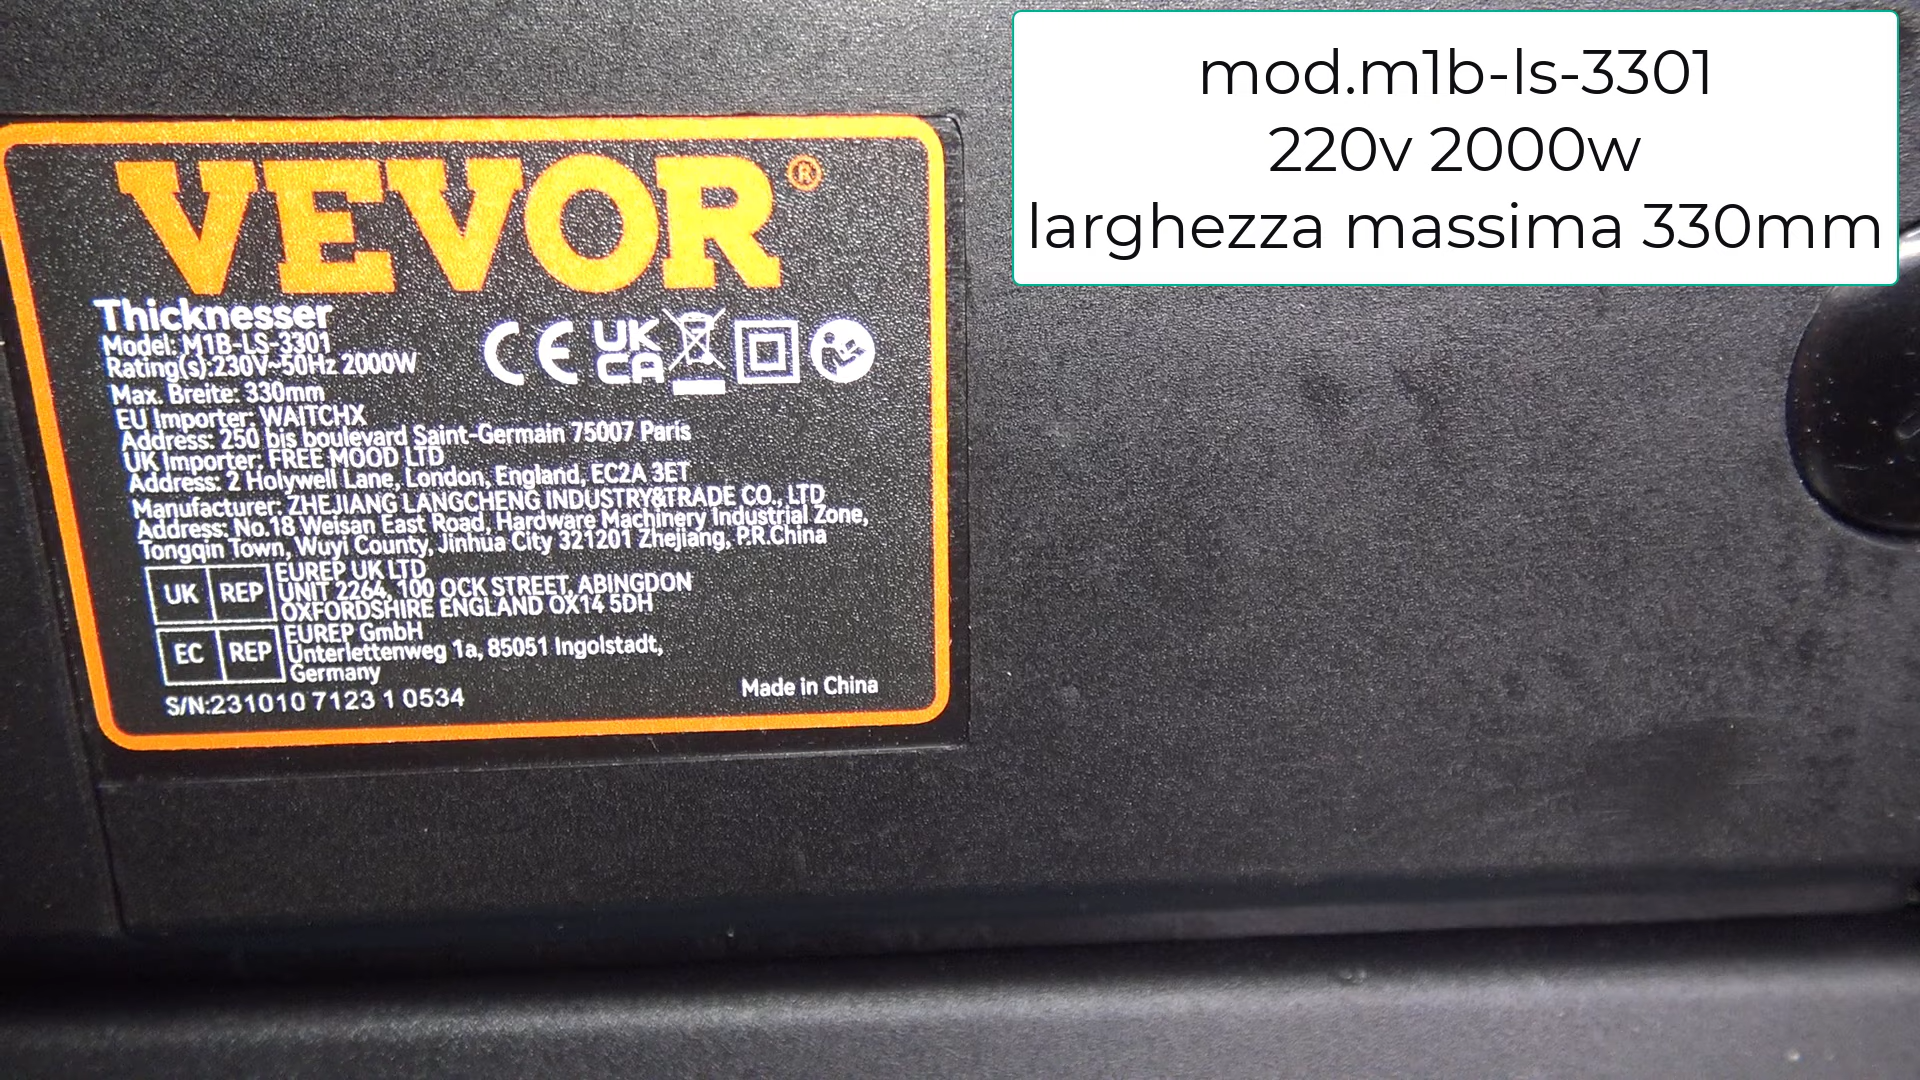 mod.m1b-ls-3301
220v 2000w
larghezza massima 330mm
VEVOR®
Thicknesser
Model: M1B-LS-3301
Rating(s):230V~50Hz 2000W
Max. Breite: 330mm
EU Importer: WAITCHX
Address: 250 bis boulevard Saint-Germain 75007 Paris
UK Importer: FREE MOOD LTD
Address: 2 Holywell Lane, London, England, EC2A 3ET
Manufacturer: ZHEJIANG LANGCHENG INDUSTRY&TRADE CO., LTD
Address: No.18 Weisan East Road, Hardware Machinery Industrial Zone,
Tongqin Town, Wuyi County, Jinhua City 321201 Zhejiang, P.R.China
CE UK CA
UK REP
EUREP UK LTD
UNIT 2264, 100 OCK STREET, ABINGDON
OXFORDSHIRE ENGLAND OX14 5DH
EC REP
EUREP GmbH
Unterlettenweg 1a, 85051 Ingolstadt,
Germany
S/N:231010 7123 1 0534
Made in China